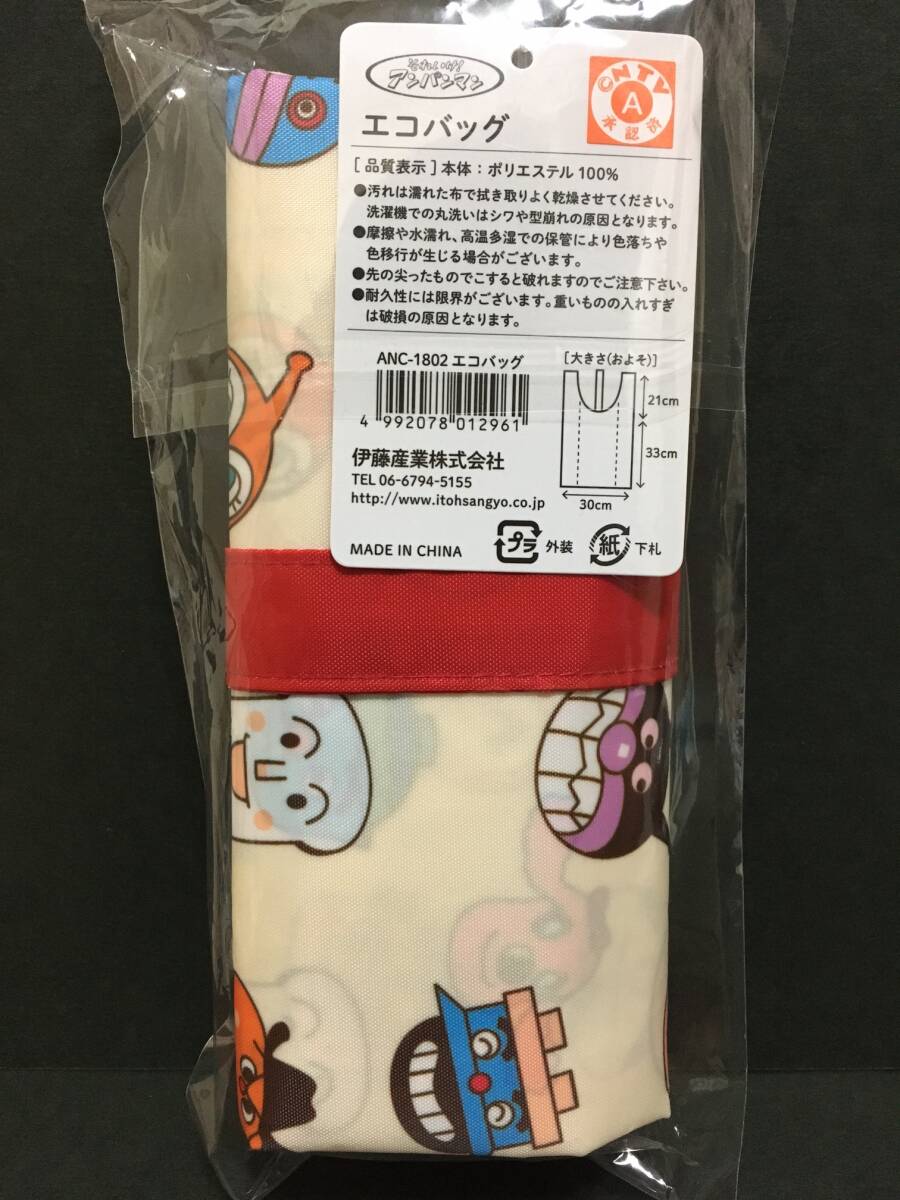 それいけ!
アンパンマン
©NTV
A
承認済
エコバッグ
[品質表示]本体:ポリエステル100%
●汚れは濡れた布で拭き取りよく乾燥させてください。
洗濯機での丸洗いはシワや型崩れの原因となります。
●摩擦や水濡れ、高温多湿での保管により色落ちや
色移行が生じる場合がございます。
●先の尖ったものでこすると破れますのでご注意下さい。
●耐久性には限界がございます。重いものの入れすぎ
は破損の原因となります。
ANC-1802 エコバッグ
4 992078 012961
[大きさ(およそ)]
21cm
33cm
30cm
伊藤産業株式会社
TEL 06-6794-5155
http://www.itohsangyo.co.jp
MADE IN CHINA
プラ 外装
紙 下札